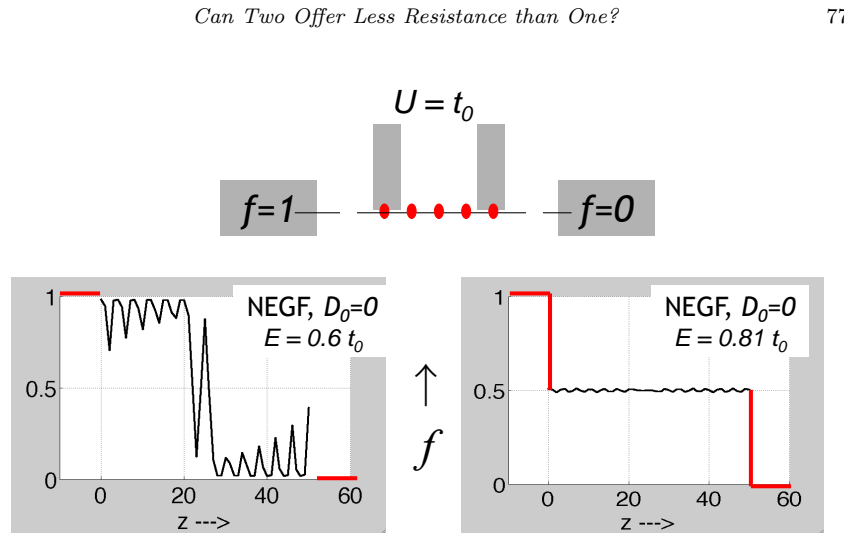 Can Two Offer Less Resistance than One? 77
U = t0
f=1 f=0
NEGF, D0=0
E = 0.6 t0
1
0.5
0
0 20 40 60
z --->
↑
f
NEGF, D0=0
E = 0.81 t0
1
0.5
0
0 20 40 60
z --->